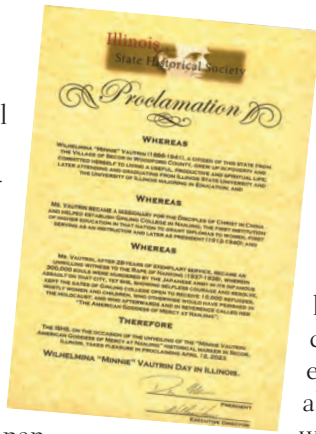 Illinois
State Historical Society
Proclamation
WHEREAS
WILHELMINA "MINNIE" VAUTRIN (1886-1941), A CITIZEN OF THIS STATE FROM
THE VILLAGE OF SECOR IN WOODFORD COUNTY, GREW UP IN POVERTY AND
COMMITTED HERSELF TO LIVING A USEFUL, PRODUCTIVE AND SPIRITUAL LIFE,
LATER ATTENDING AND GRADUATING FROM ILLINOIS STATE UNIVERSITY AND
THE UNIVERSITY OF ILLINOIS MAJORING IN EDUCATION; AND
WHEREAS
MS. VAUTRIN BECAME A MISSIONARY FOR THE DISCIPLES OF CHRIST IN CHINA
AND HELPED ESTABLISH GINLING COLLEGE IN NANJING, THE FIRST INSTITUTION
OF HIGHER EDUCATION IN THAT NATION TO GRANT DIPLOMAS TO WOMEN, FIRST
SERVING AS AN INSTRUCTOR AND LATER AS PRESIDENT (1912-1940); AND
WHEREAS
MS. VAUTRIN, AFTER 28 YEARS OF EXEMPLARY SERVICE, BECAME AN
UNWILLING WITNESS TO THE RAPE OF NANJING (1937-1938), WHEREIN
300,000 SOULS WERE MURDERED BY THE JAPANESE ARMY IN ITS
ASSAULT ON THAT CITY, YET SHE, SHOWING SELFLESS COURAGE AND RESOLVE,
KEPT THE GATES OF GINLING COLLEGE OPEN TO RECEIVE 10,000 REFUGEES,
MOSTLY WOMEN AND CHILDREN, WHO OTHERWISE WOULD HAVE PERISHED IN
THE HOLOCAUST, AND WHO AFTERWARDS AND IN REVERENCE CALLED HER
"THE AMERICAN GODDESS OF MERCY AT NANJING";
THEREFORE
THE ISHS, ON THE OCCASION OF THE UNVEILING OF THE "MINNIE VAUTRIN
AMERICAN GODDESS OF MERCY AT NANJING" HISTORICAL MARKER IN SECOR,
ILLINOIS, TAKES PLEASURE IN PROCLAIMING APRIL 12, 2023,
WILHELMINA "MINNIE" VAUTRIN DAY IN ILLINOIS.
PRESIDENT
EXECUTIVE DIRECTOR